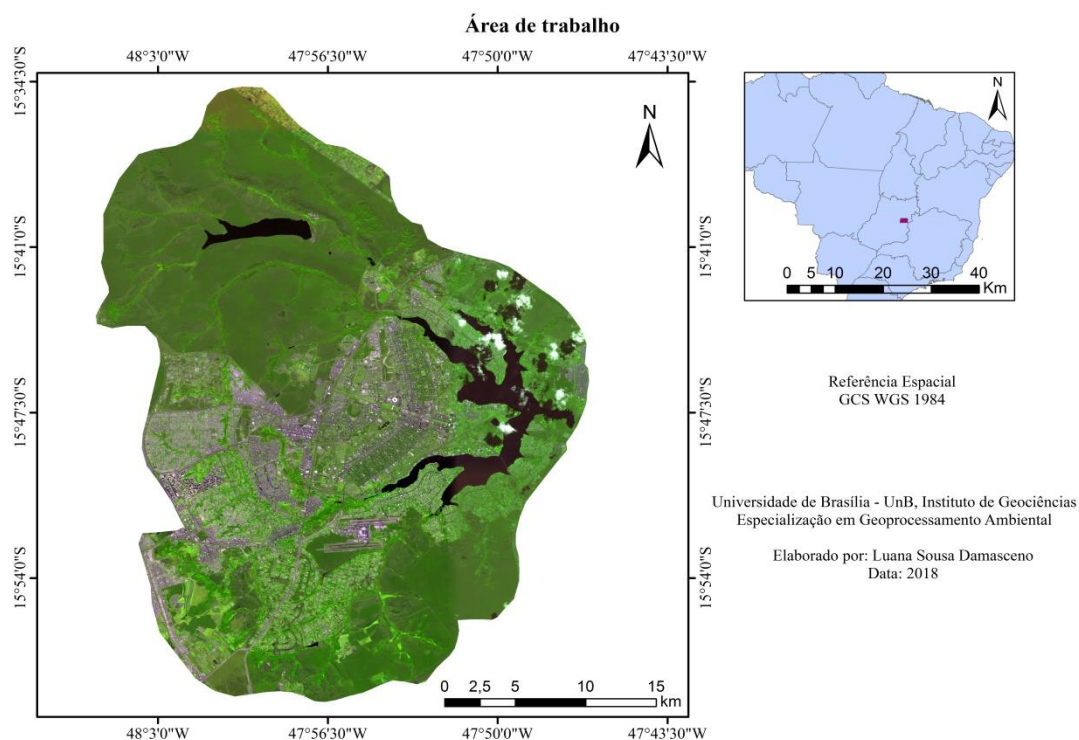 Área de trabalho
48°3'0"W 47°56'30"W 47°50'0"W 47°43'30"W
15°34'30"S
15°41'0"S
15°47'30"S
15°54'0"S
N
0 2,5 5 10 15
km
15°34'30"S
15°41'0"S
15°47'30"S
15°54'0"S
48°3'0"W 47°56'30"W 47°50'0"W 47°43'30"W
N
0 5 10 20 30 40
Km
Referência Espacial
GCS WGS 1984
Universidade de Brasília - UnB, Instituto de Geociências
Especialização em Geoprocessamento Ambiental
Elaborado por: Luana Sousa Damasceno
Data: 2018